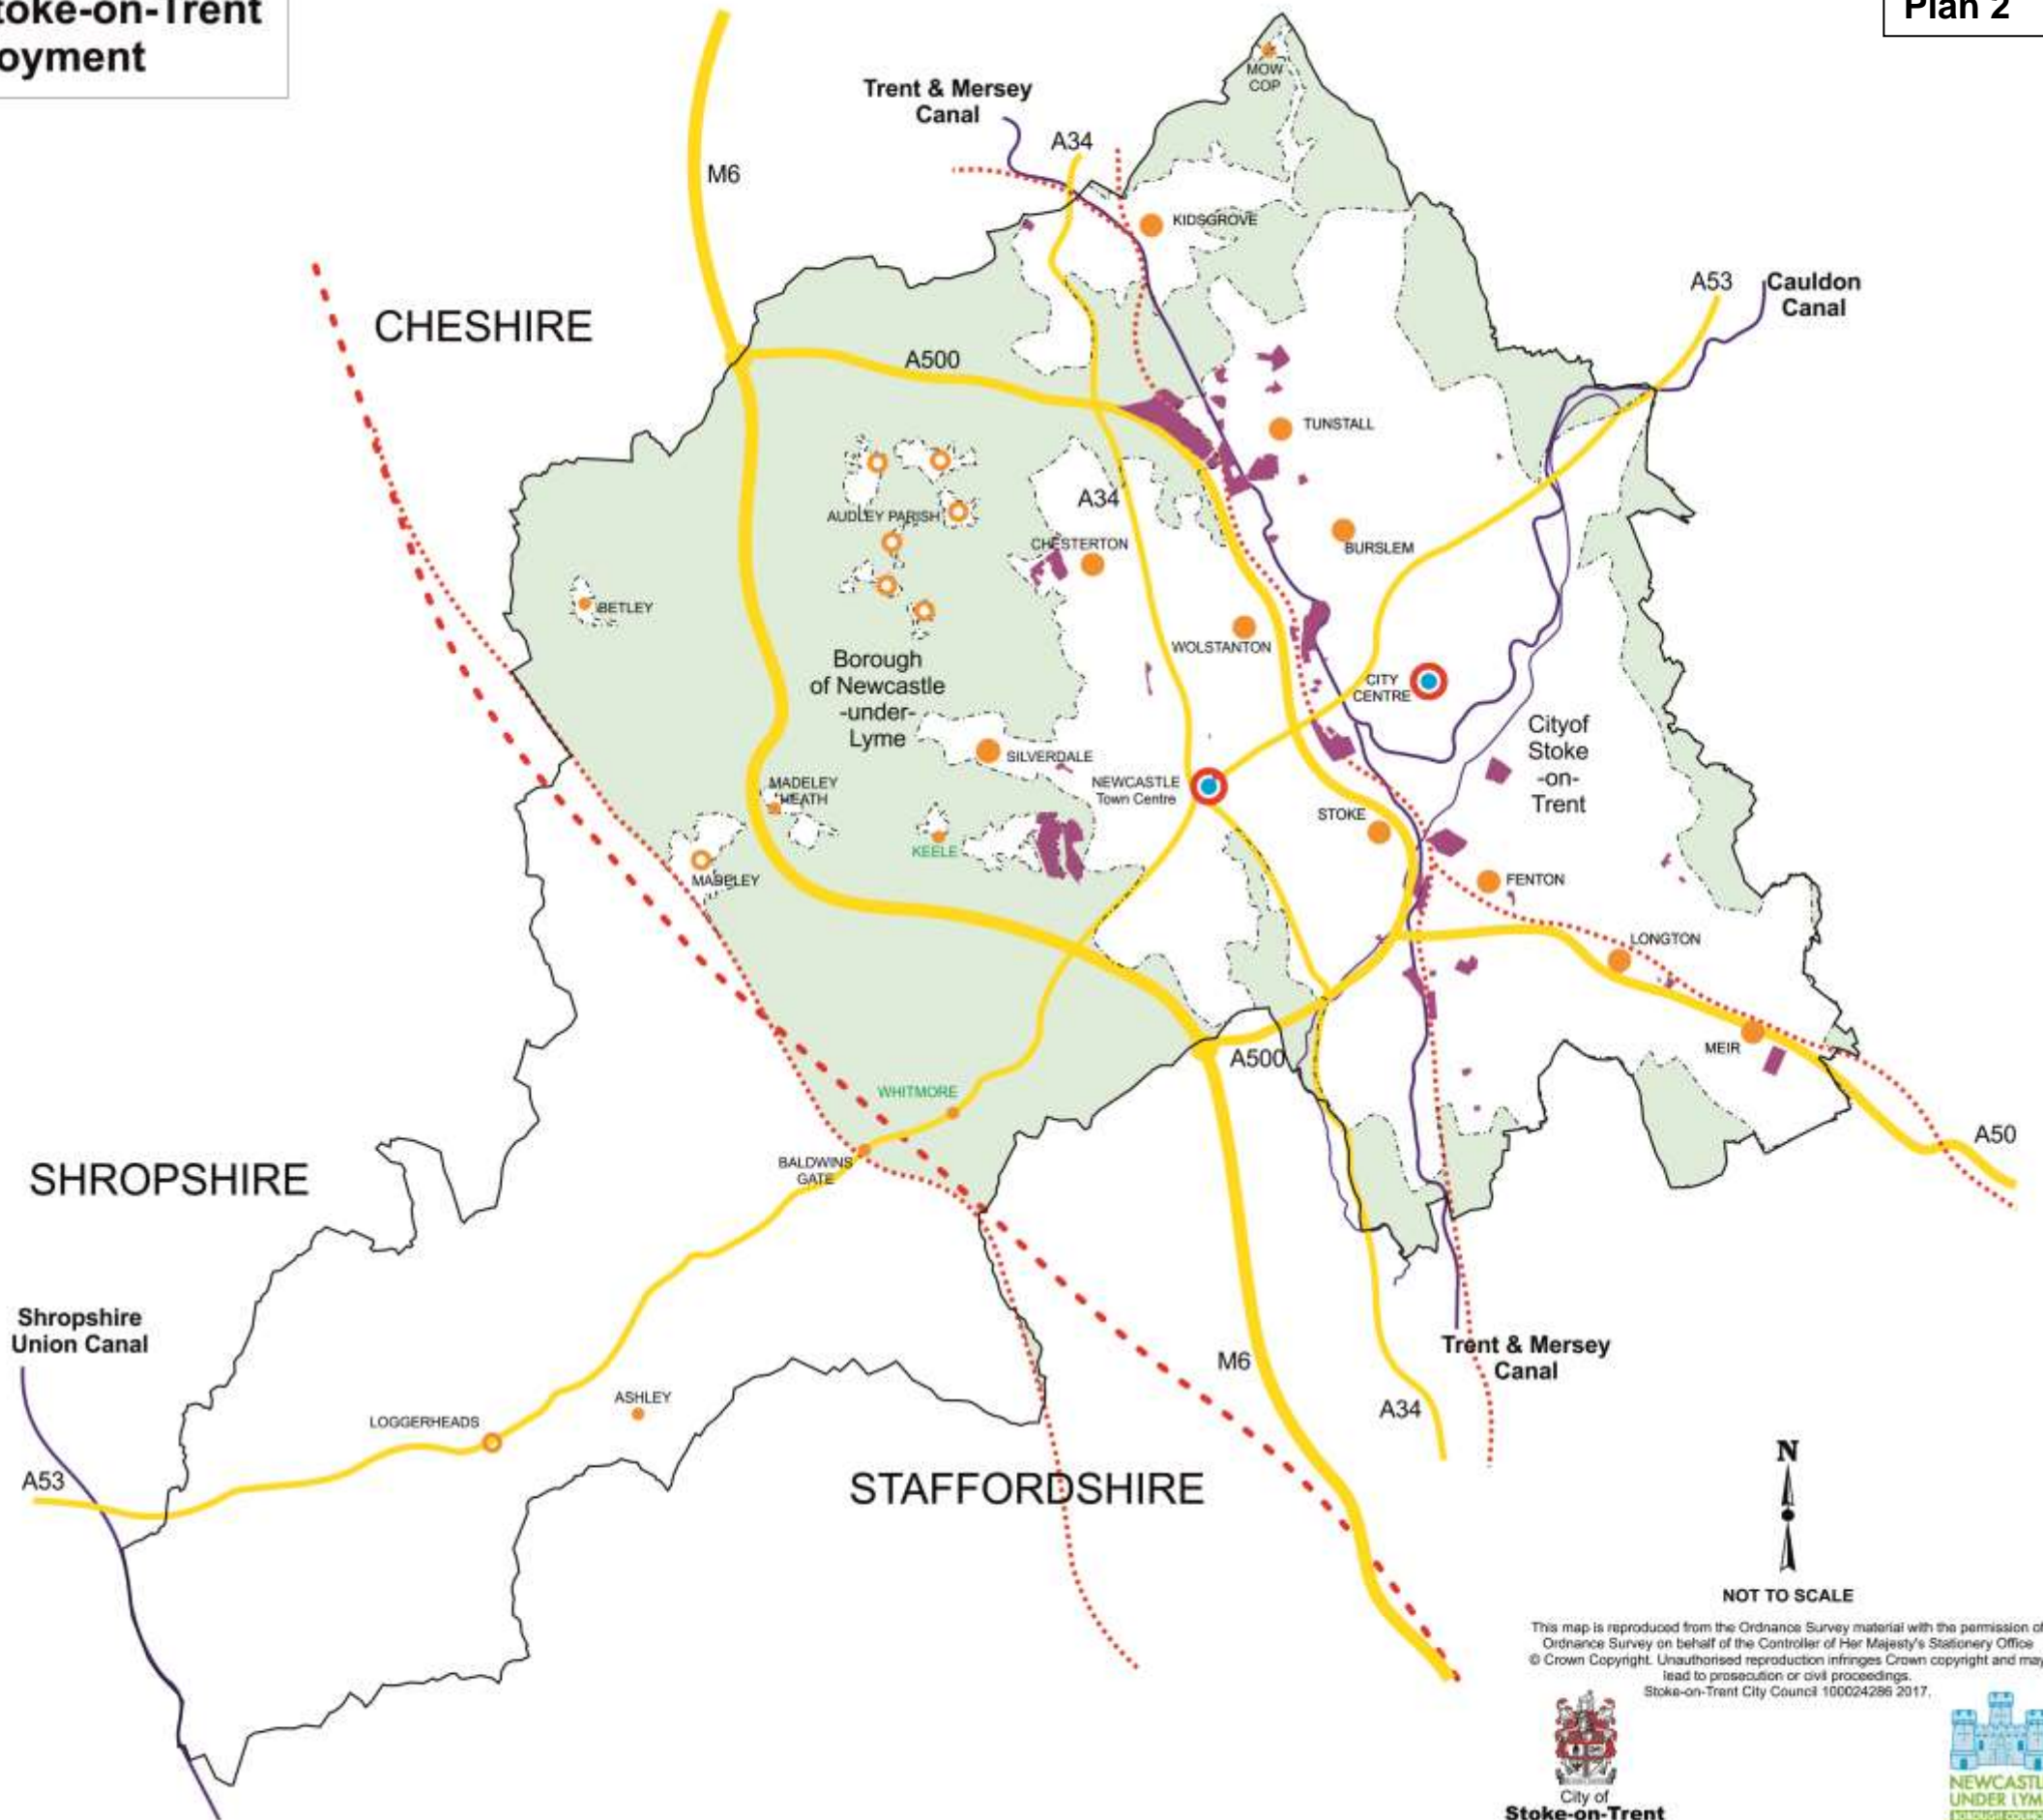 toke-on-Trent
oyment
Plan 2
MOW
COP
Trent & Mersey
Canal
A34
M6
KIDSGROVE
A53
Cauldon
Canal
CHESHIRE
A500
TUNSTALL
A34
AUDLEY PARISH
CHESTERTON
BURSLEM
BETLEY
WOLSTANTON
Borough
of Newcastle
-under-
Lyme
CITY
CENTRE
Cityof
Stoke
-on-
Trent
SILVERDALE
NEWCASTLE
Town Centre
MADELEY
HEATH
STOKE
KEELE
MADELEY
FENTON
LONGTON
MEIR
A500
WHITMORE
A50
BALDWINS
GATE
SHROPSHIRE
Shropshire
Union Canal
Trent & Mersey
Canal
M6
A34
ASHLEY
LOGGERHEADS
A53
STAFFORDSHIRE
N
NOT TO SCALE
This map is reproduced from the Ordnance Survey material with the permission of
Ordnance Survey on behalf of the Controller of Her Majesty's Stationery Office
© Crown Copyright. Unauthorised reproduction infringes Crown copyright and may
lead to prosecution or civil proceedings.
Stoke-on-Trent City Council 100024286 2017.
City of
Stoke-on-Trent
NEWCASTL
UNDER LYM
BOROUGH COUNCI